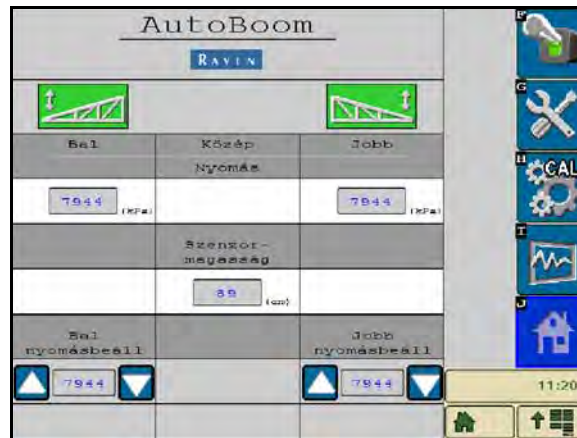 AutoBoom
RAVEN
Bal Közép Jobb
Nyomás
7944 (kPa) 7944 (kPa)
Szenzor-
magasság
89 (cm)
Bal Jobb
nyomásbeáll nyomásbeáll
7944 7944
F
G
H
CAL
I
J
11:20